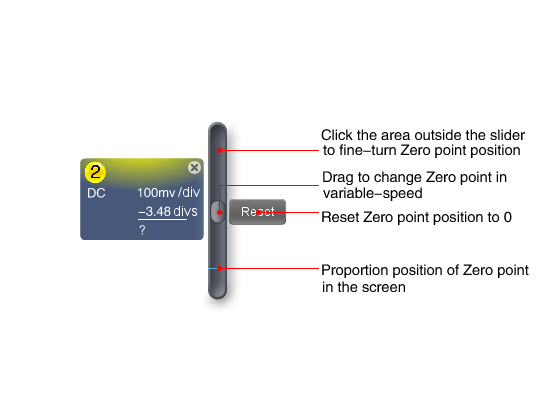 2
DC 100mv/div
−3.48 divs
?
Reset
Click the area outside the slider
to fine−turn Zero point position
Drag to change Zero point in
variable−speed
Reset Zero point position to 0
Proportion position of Zero point
in the screen